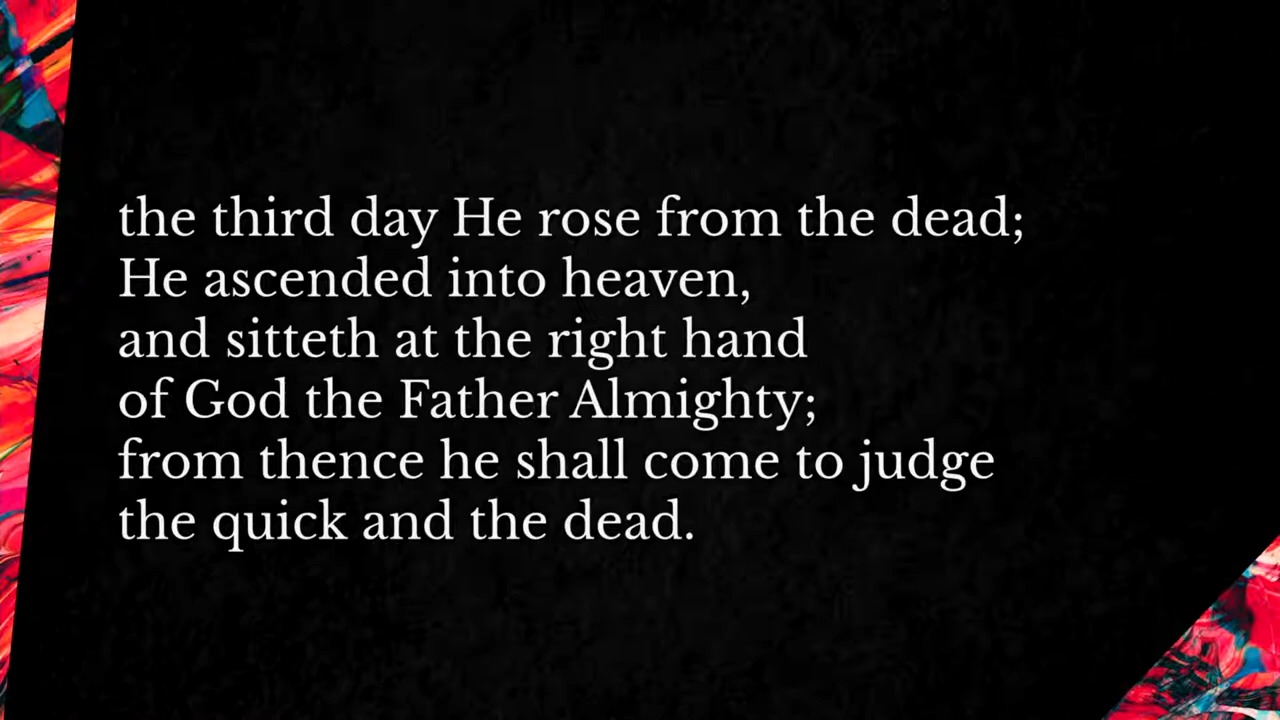 the third day He rose from the dead;
He ascended into heaven,
and sitteth at the right hand
of God the Father Almighty;
from thence he shall come to judge
the quick and the dead.